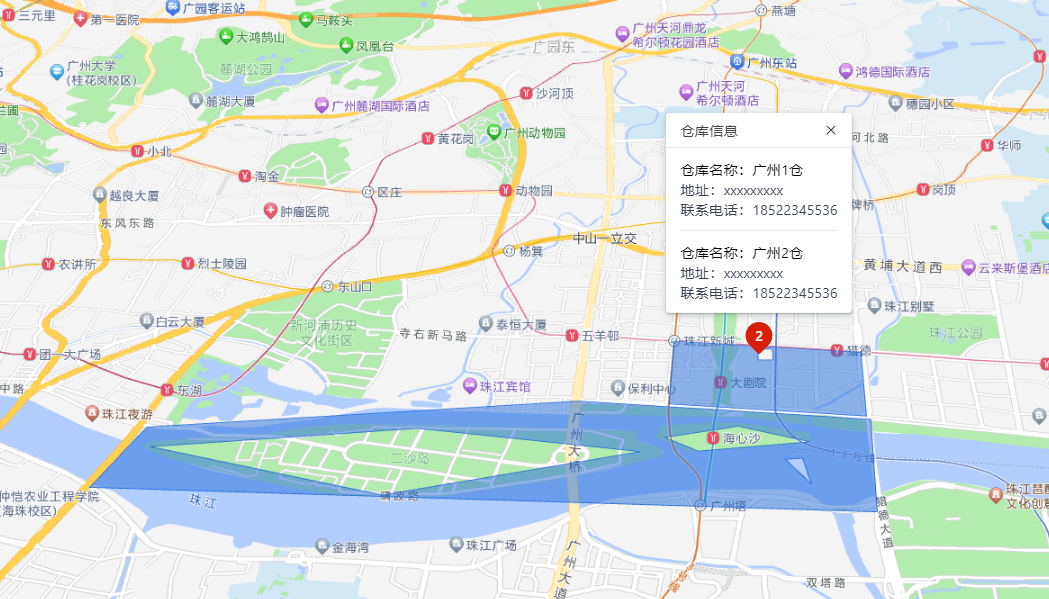 三元里
第一医院
广园客运站
马鞍头
大鸿鹄山
凤凰台
广园东
广州天河鼎龙
希尔顿花园酒店
燕塘
广州东站
鸿德国际酒店
广州大学
(桂花岗校区)
麓湖公园
麓湖大厦
广州麓湖国际酒店
沙河顶
广州天河
希尔顿酒店
穗园小区
兰圃
黄花岗
广州动物园
仓库信息
河北路
华师
小北
淘金
区庄
动物园
仓库名称：广州1仓
地址：xxxxxxxxx
联系电话：18522345536
岗顶
牌桥
越良大厦
东风东路
肿瘤医院
中山一立交
杨箕
仓库名称：广州2仓
地址：xxxxxxxxx
联系电话：18522345536
农讲所
烈士陵园
东山口
黄埔大道西
云来斯堡酒店
珠江别墅
白云大厦
新河浦历史
文化街区
寺右新马路
泰恒大厦
五羊邨
珠江新城
2
猎德
珠江公园
团一大广场
中路
东湖
珠江宾馆
保利中心
大剧院
珠江夜游
广州大桥
海心沙
二沙岛
18号线
仲恺农业工程学院
(海珠校区)
珠江
晴波路
广州塔
猎德大道
珠江琶醍
文化创意
金海湾
珠江广场
广州大道
双塔路